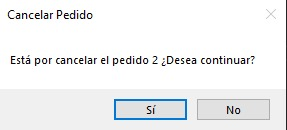 Cancelar Pedido
Está por cancelar el pedido 2 ¿Desea continuar?
Sí
No